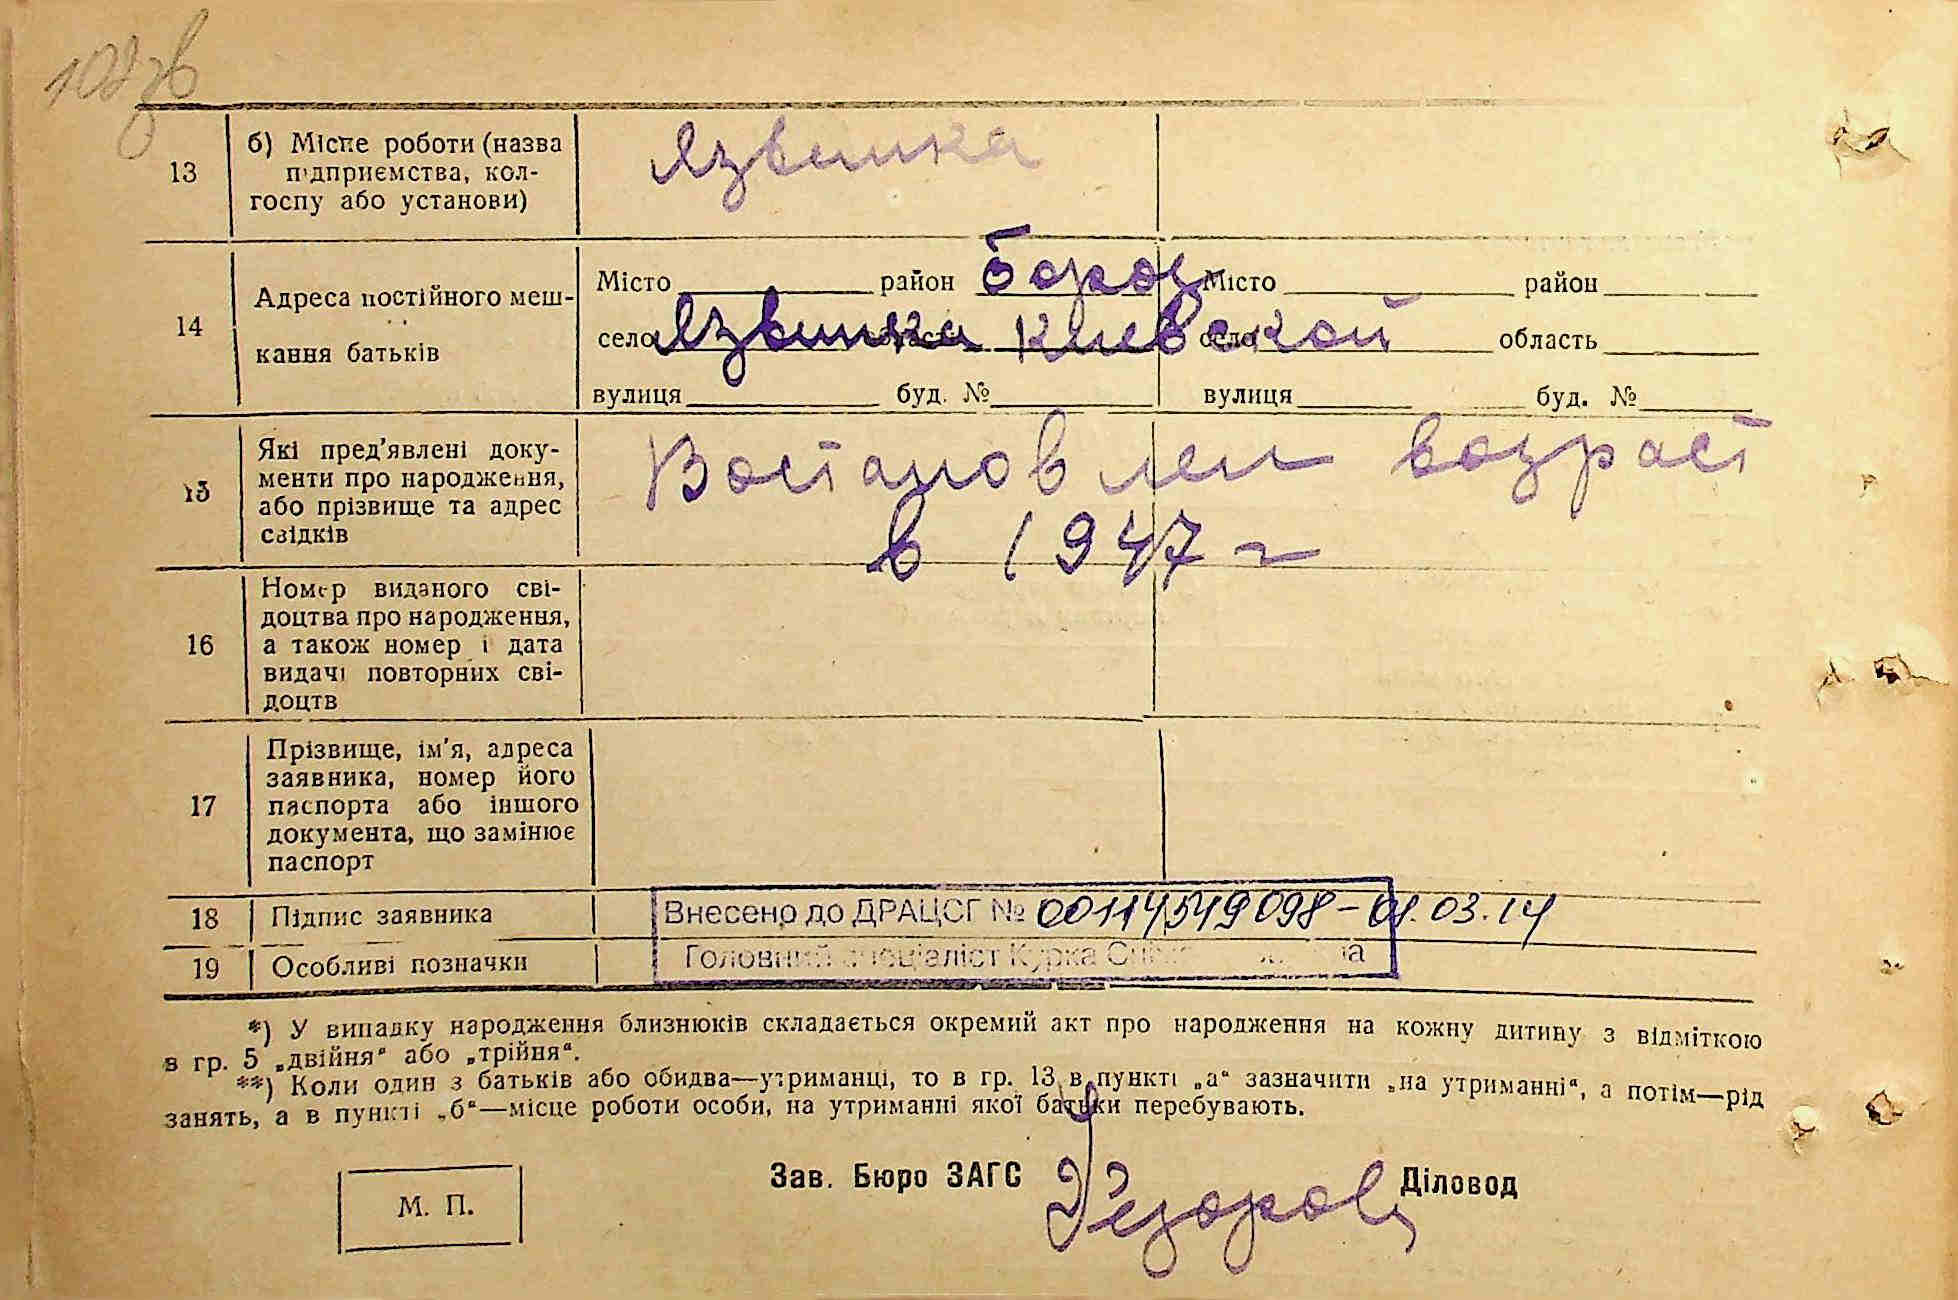 107 зв
13
б) Місце роботи (назва
підприємства, кол-
госпу або установи)
Язвинка
14
Адреса постійного меш-
кання батьків
Місто район Місто район
село Язвинка область Киевской село область
вулиця буд. № вулиця буд. №
15
Які пред'явлені доку-
менти про народження,
або прізвище та адрес
свідків
Востановлен возраст
в 1947 г
16
Номер виданого сві-
доцтва про народження,
а також номер і дата
видачі повторних сві-
доцтв
17
Прізвище, ім'я, адреса
заявника, номер його
паспорта або іншого
документа, що замінює
паспорт
18 Підпис заявника
Внесено до ДРАЦСГ № 00114549098 – 01.03.14
19 Особливі позначки
Головний спеціаліст Курка
*) У випадку народження близнюків складається окремий акт про народження на кожну дитину з відміткою
в гр. 5 „двійня“ або „трійня“.
**) Коли один з батьків або обидва—утриманці, то в гр. 13 в пункті „а“ зазначити „на утриманні“, а потім—рід
занять, а в пункті „б“—місце роботи особи, на утриманні якої батьки перебувають.
Зав. Бюро ЗАГС Діловод
М. П.